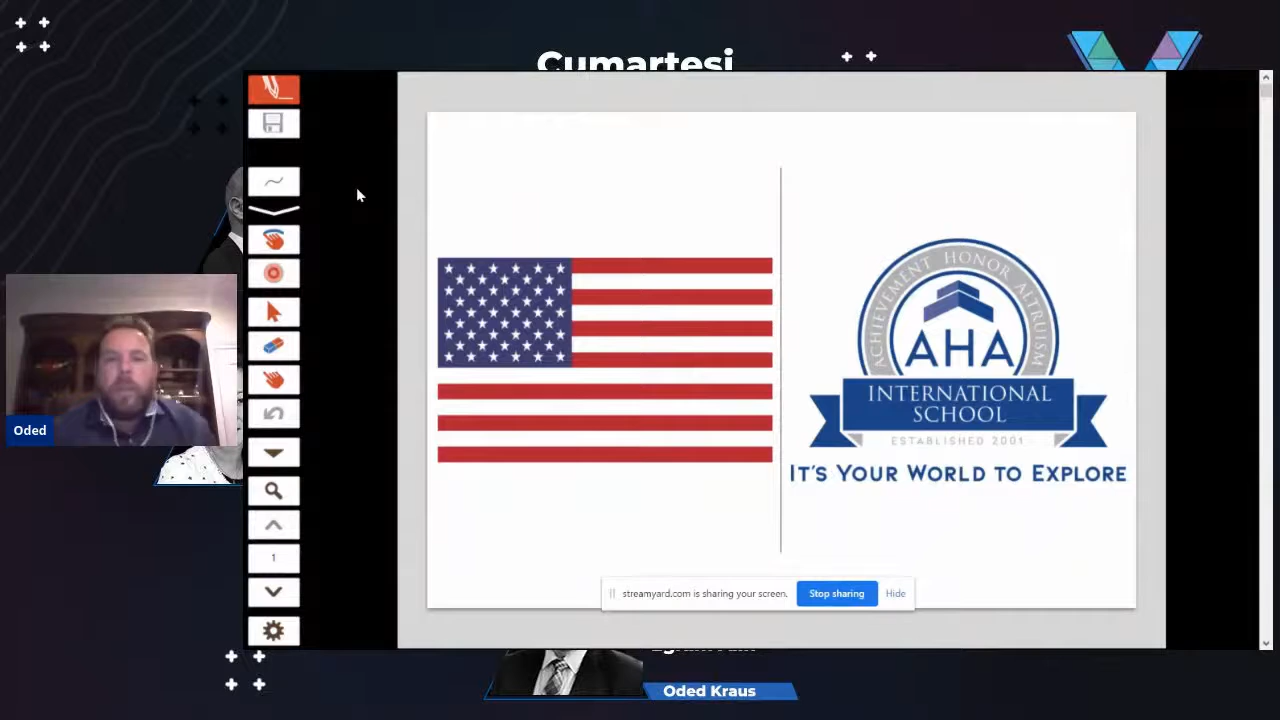 Cumartesi
ACHIEVEMENT HONOR ALTRUISM
AHA
INTERNATIONAL
SCHOOL
ESTABLISHED 2001
IT'S YOUR WORLD TO EXPLORE
Oded
1
streamyard.com is sharing your screen.
Stop sharing
Hide
Oded Kraus